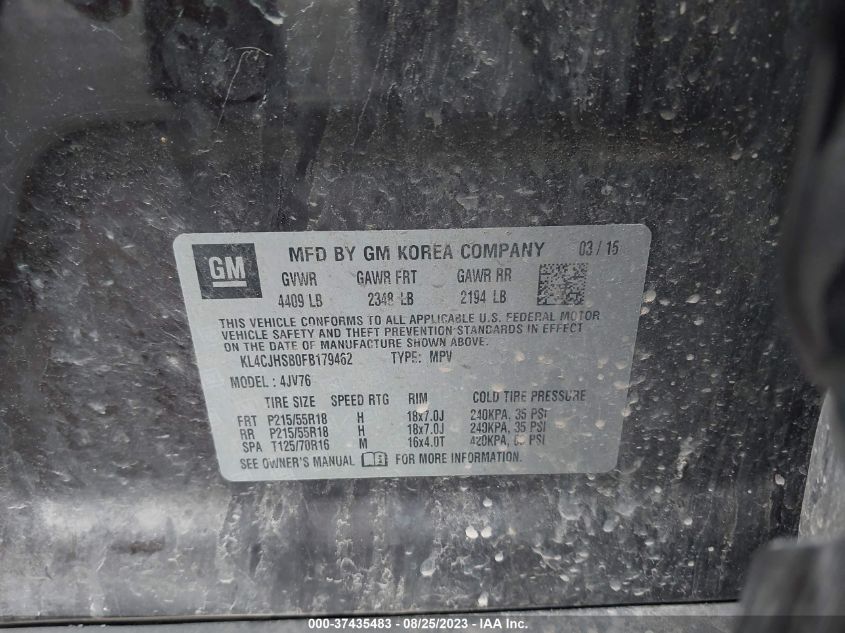 GM
MFD BY GM KOREA COMPANY 03 / 15
GVWR GAWR FRT GAWR RR
4409 LB 2348 LB 2194 LB
THIS VEHICLE CONFORMS TO ALL APPLICABLE U.S. FEDERAL MOTOR
VEHICLE SAFETY AND THEFT PREVENTION STANDARDS IN EFFECT
ON THE DATE OF MANUFACTURE SHOWN ABOVE.
KL4CJHSB0FB179462 TYPE: MPV
MODEL : 4JV76
TIRE SIZE SPEED RTG RIM COLD TIRE PRESSURE
FRT P215/55R18 H 18x7.0J 240KPA, 35 PSI
RR P215/55R18 H 18x7.0J 240KPA, 35 PSI
SPA T125/70R16 M 16x4.0T 420KPA, PSI
SEE OWNER'S MANUAL FOR MORE INFORMATION.
000-37435483 - 08/25/2023 - IAAI.com